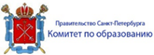 Правительство Санкт-Петербурга
Комитет по образованию